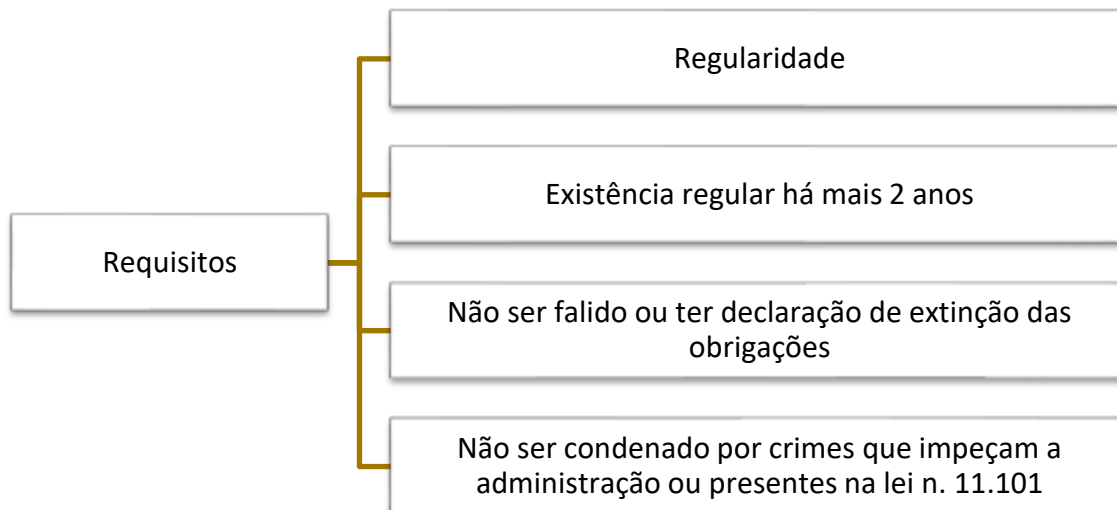 Regularidade
Existência regular há mais 2 anos
Requisitos
Não ser falido ou ter declaração de extinção das
obrigações
Não ser condenado por crimes que impeçam a
administração ou presentes na lei n. 11.101